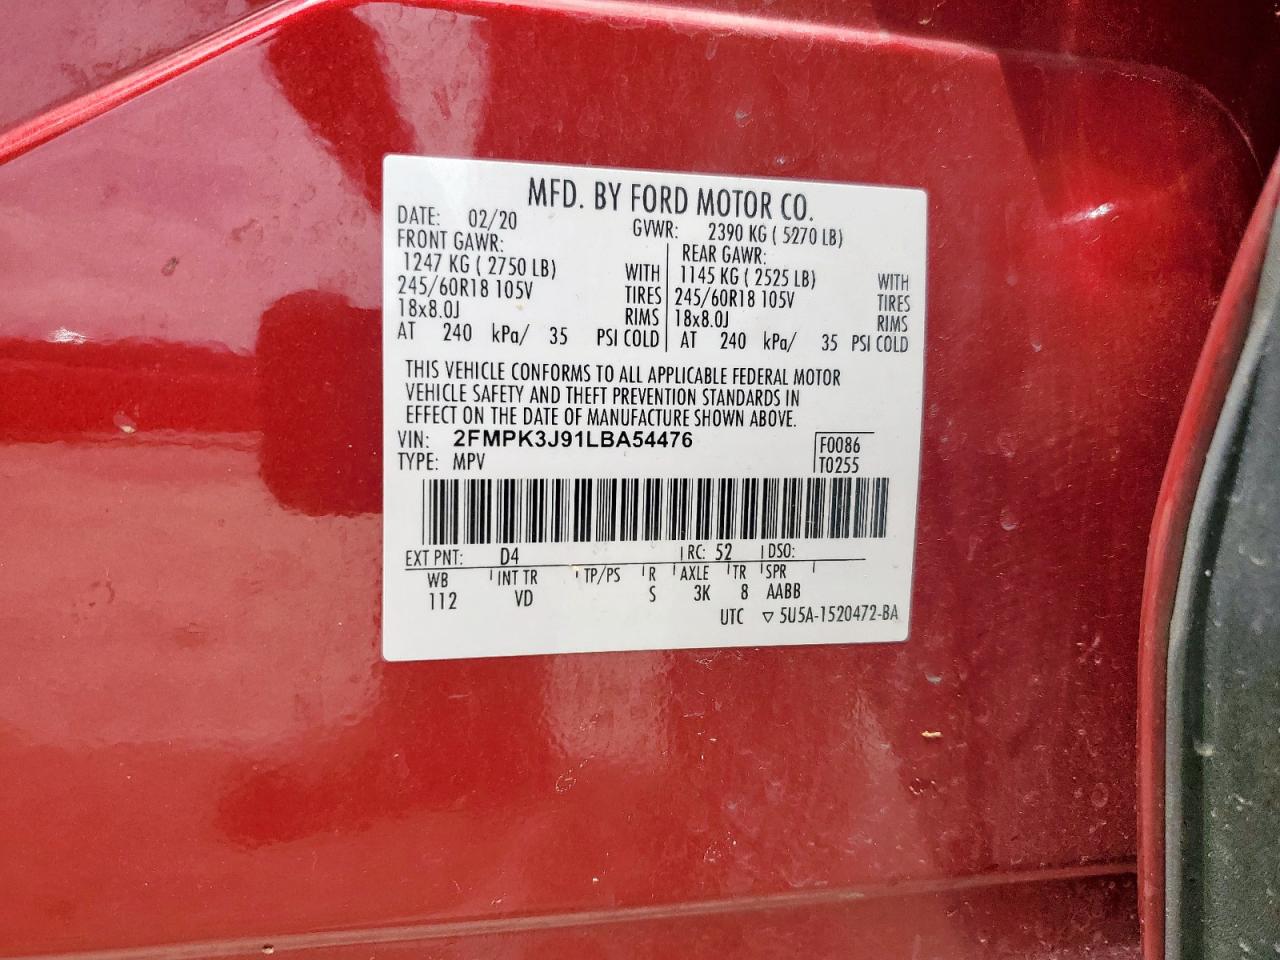 MFD. BY FORD MOTOR CO.
DATE: 02/20 GVWR: 2390 KG ( 5270 LB)
FRONT GAWR: REAR GAWR:
1247 KG ( 2750 LB) WITH 1145 KG ( 2525 LB) WITH
245/60R18 105V TIRES 245/60R18 105V TIRES
18x8.0J RIMS 18x8.0J RIMS
AT 240 kPa/ 35 PSI COLD AT 240 kPa/ 35 PSI COLD
THIS VEHICLE CONFORMS TO ALL APPLICABLE FEDERAL MOTOR
VEHICLE SAFETY AND THEFT PREVENTION STANDARDS IN
EFFECT ON THE DATE OF MANUFACTURE SHOWN ABOVE.
VIN: 2FMPK3J91LBA54476 F0086
TYPE: MPV T0255
EXT PNT: D4 RC: 52 DSO:
WB INT TR TP/PS R AXLE TR SPR
112 VD S 3K 8 AABB
UTC ▽ 5U5A-1520472-BA